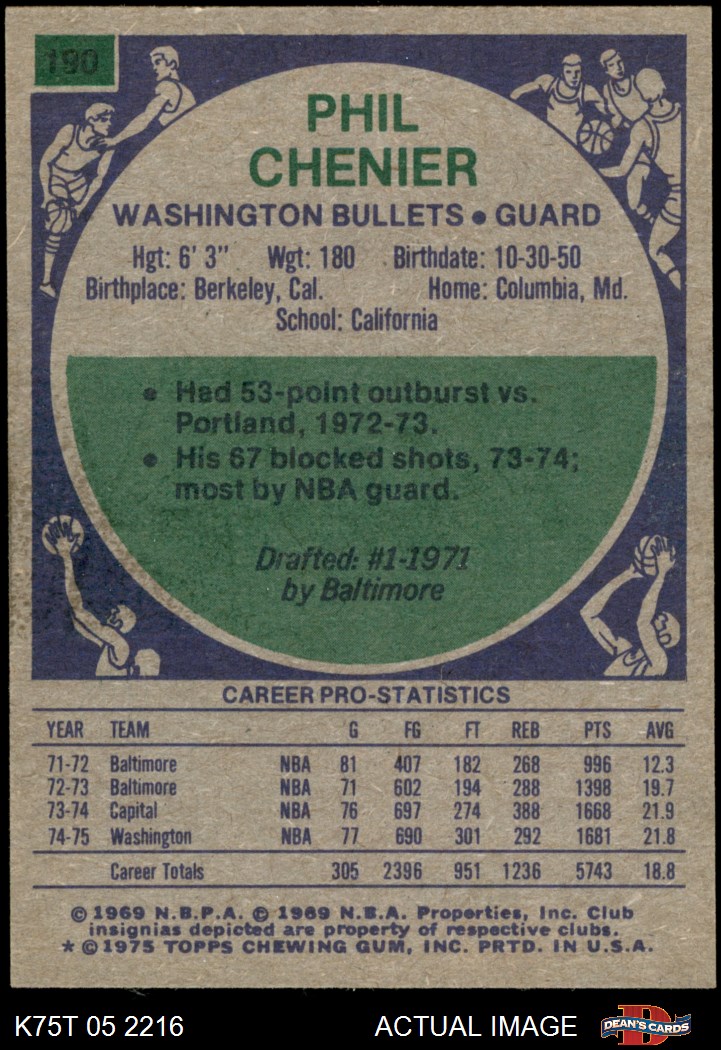 190
PHIL
CHENIER
WASHINGTON BULLETS • GUARD
Hgt: 6' 3" Wgt: 180 Birthdate: 10-30-50
Birthplace: Berkeley, Cal. Home: Columbia, Md.
School: California
• Had 53-point outburst vs.
Portland, 1972-73.
• His 67 blocked shots, 73-74;
most by NBA guard.
Drafted: #1-1971
by Baltimore
CAREER PRO-STATISTICS
YEAR TEAM G FG FT REB PTS AVG
71-72 Baltimore NBA 81 407 182 268 996 12.3
72-73 Baltimore NBA 71 602 194 288 1398 19.7
73-74 Capital NBA 76 697 274 388 1668 21.9
74-75 Washington NBA 77 690 301 292 1681 21.8
Career Totals 305 2396 951 1236 5743 18.8
© 1969 N.B.P.A. © 1969 N.B.A. Properties, Inc. Club
insignias depicted are property of respective clubs.
* © 1975 TOPPS CHEWING GUM, INC. PRTD. IN U.S.A.
K75T 05 2216 ACTUAL IMAGE DEAN'S CARDS